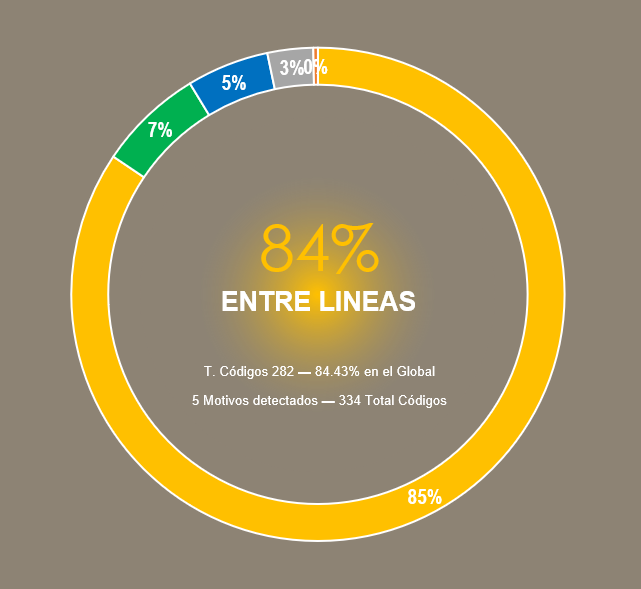 3%
0%
5%
7%
84%
ENTRE LINEAS
T. Códigos 282 — 84.43% en el Global
5 Motivos detectados — 334 Total Códigos
85%